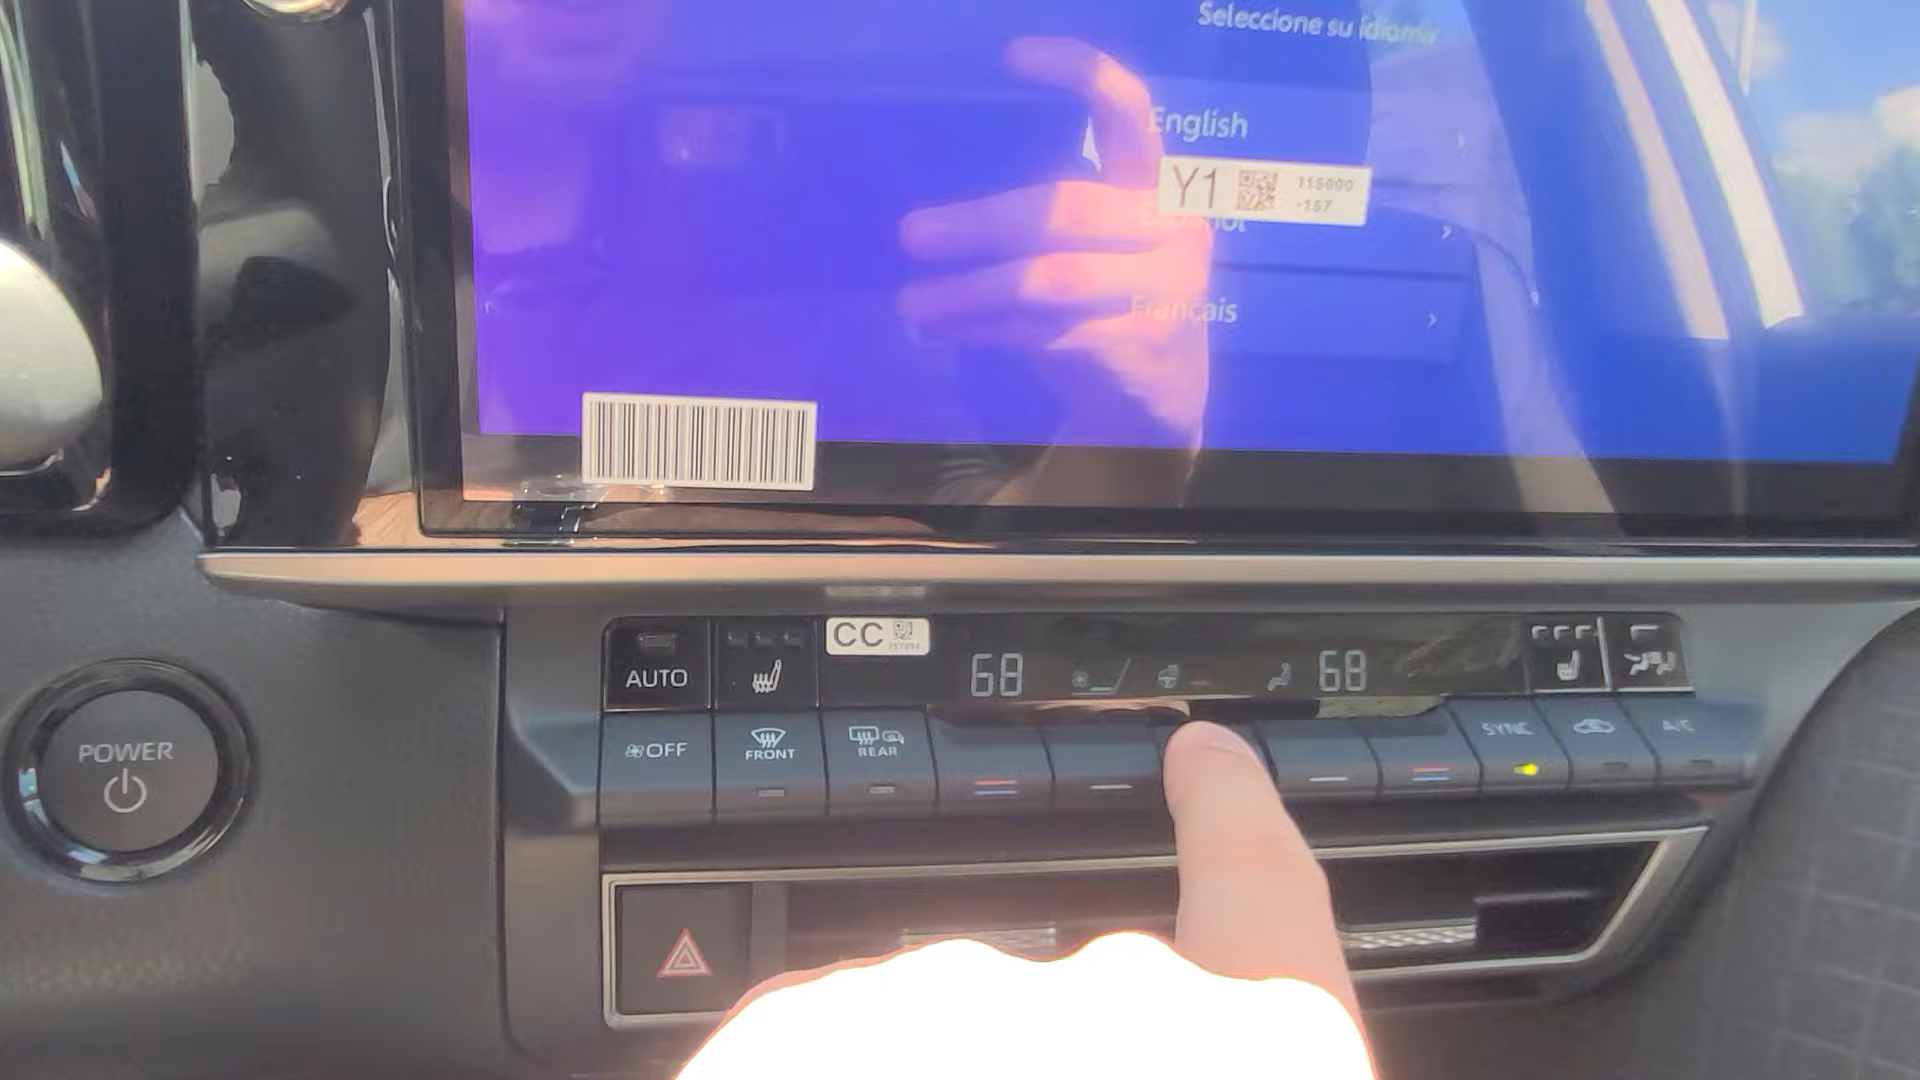 Seleccione su idioma
English
Y1 115000
-157
Français
AUTO
CC
68
68
POWER
OFF
FRONT
REAR
SYNC
A/C